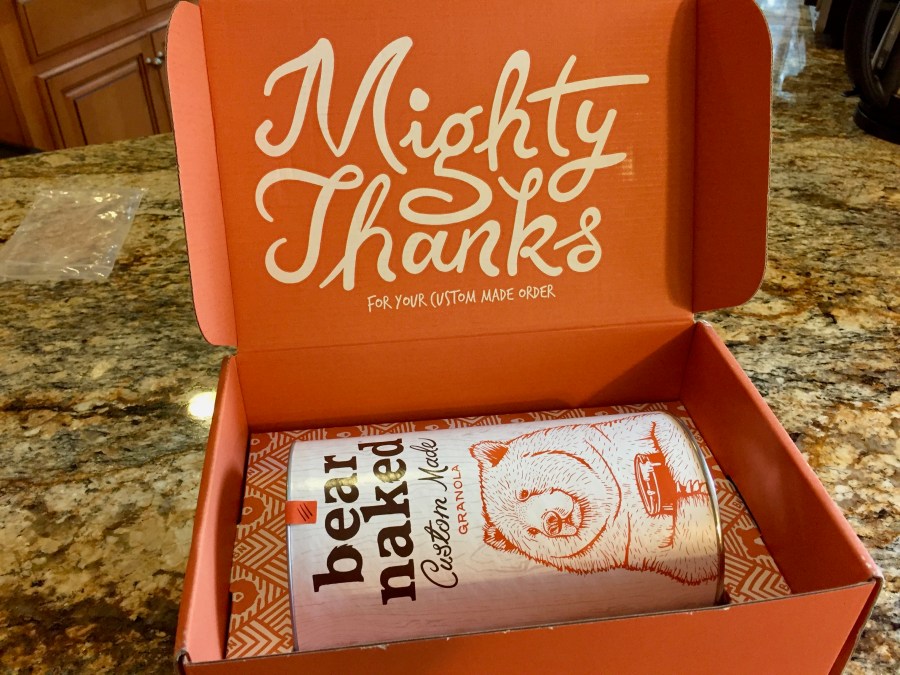 Mighty
Thanks
FOR YOUR CUSTOM MADE ORDER
bear
naked
Custom Made
GRANOLA